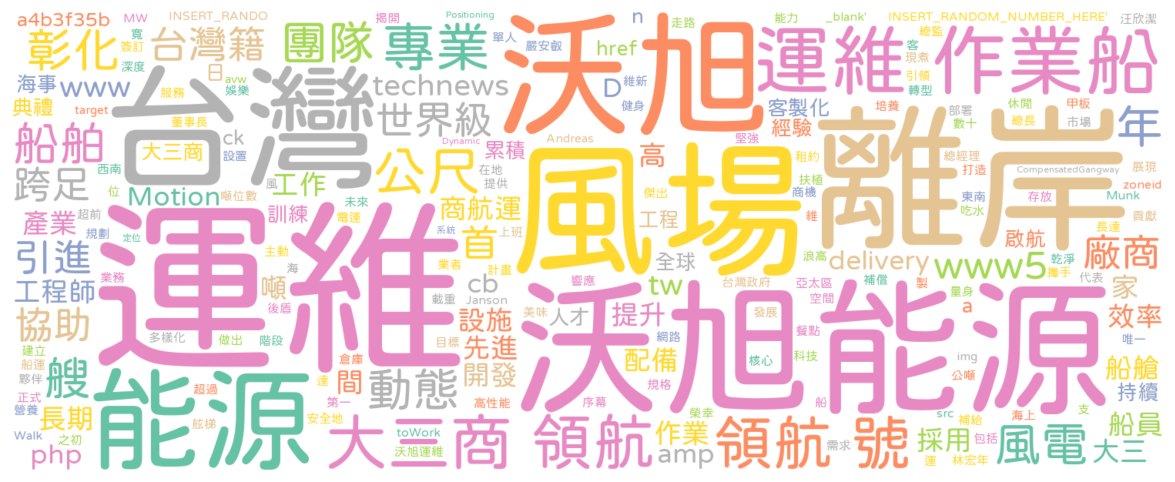 a4b3f35b MW 揭開 INSERT_RANDO Positioning n 走路 能力 _blank' INSERT_RANDOM_NUMBER_HERE' 汪欣潔
彰化 寬 簽訂 台灣籍 團隊 專業 單人 嚴安叡 href 沃旭 運維 作業船 總監 客 現煮
海事 www 深度 日 服務 avw 娛樂 technews D 維新 健身 客製化 引領 轉型 培養 部署 休閒 甲板 年
典禮 target 董事長 台灣 世界級 Dynamic Andreas 堅強 經驗 數十 總長 市場
船舶 大三商 ck 設置 累積 高 離岸 總經理 打造 CompensatedGangway 展現
跨足 西南 位 Motion 噸位數 風 工作 公尺 在地 提供 風場 租約 扶植 商機 東南 吃水 存放 Munk zoneid 貢獻
產業 超前 規劃 定位 電運 未來 訓練 商航運 上班 工程 維 浪高 啟航 乾淨 長達
引進 業務 運維 主動 海 系統 首 業者 計畫 響應 全球 台灣政府 亞太區 補償 delivery www5 攜手 廠商 代表
工程師 後盾 噸 載重 cb Janson tw 發展 空間 製 量身 a 家
協助 多樣化 做出 階段 目標 設施 美味 人才 提升 網路 餐點 沃旭能源 效率 唯一
建立 船運 夥伴 艘 能源 倉庫 間 動態 先進 開發 規格 配備 核心 科技 img 公噸 船艙
正式 營養 長期 超過 舷梯 運 第一 安全地 高性能 序幕 榮幸 船 src 補給 海上 支 持續 船員
Walk 之初 php 大三商 toWork 沃旭運維 領航 作業 amp 領航 號 需求 採用 運 包括 林宏年 風電 大三